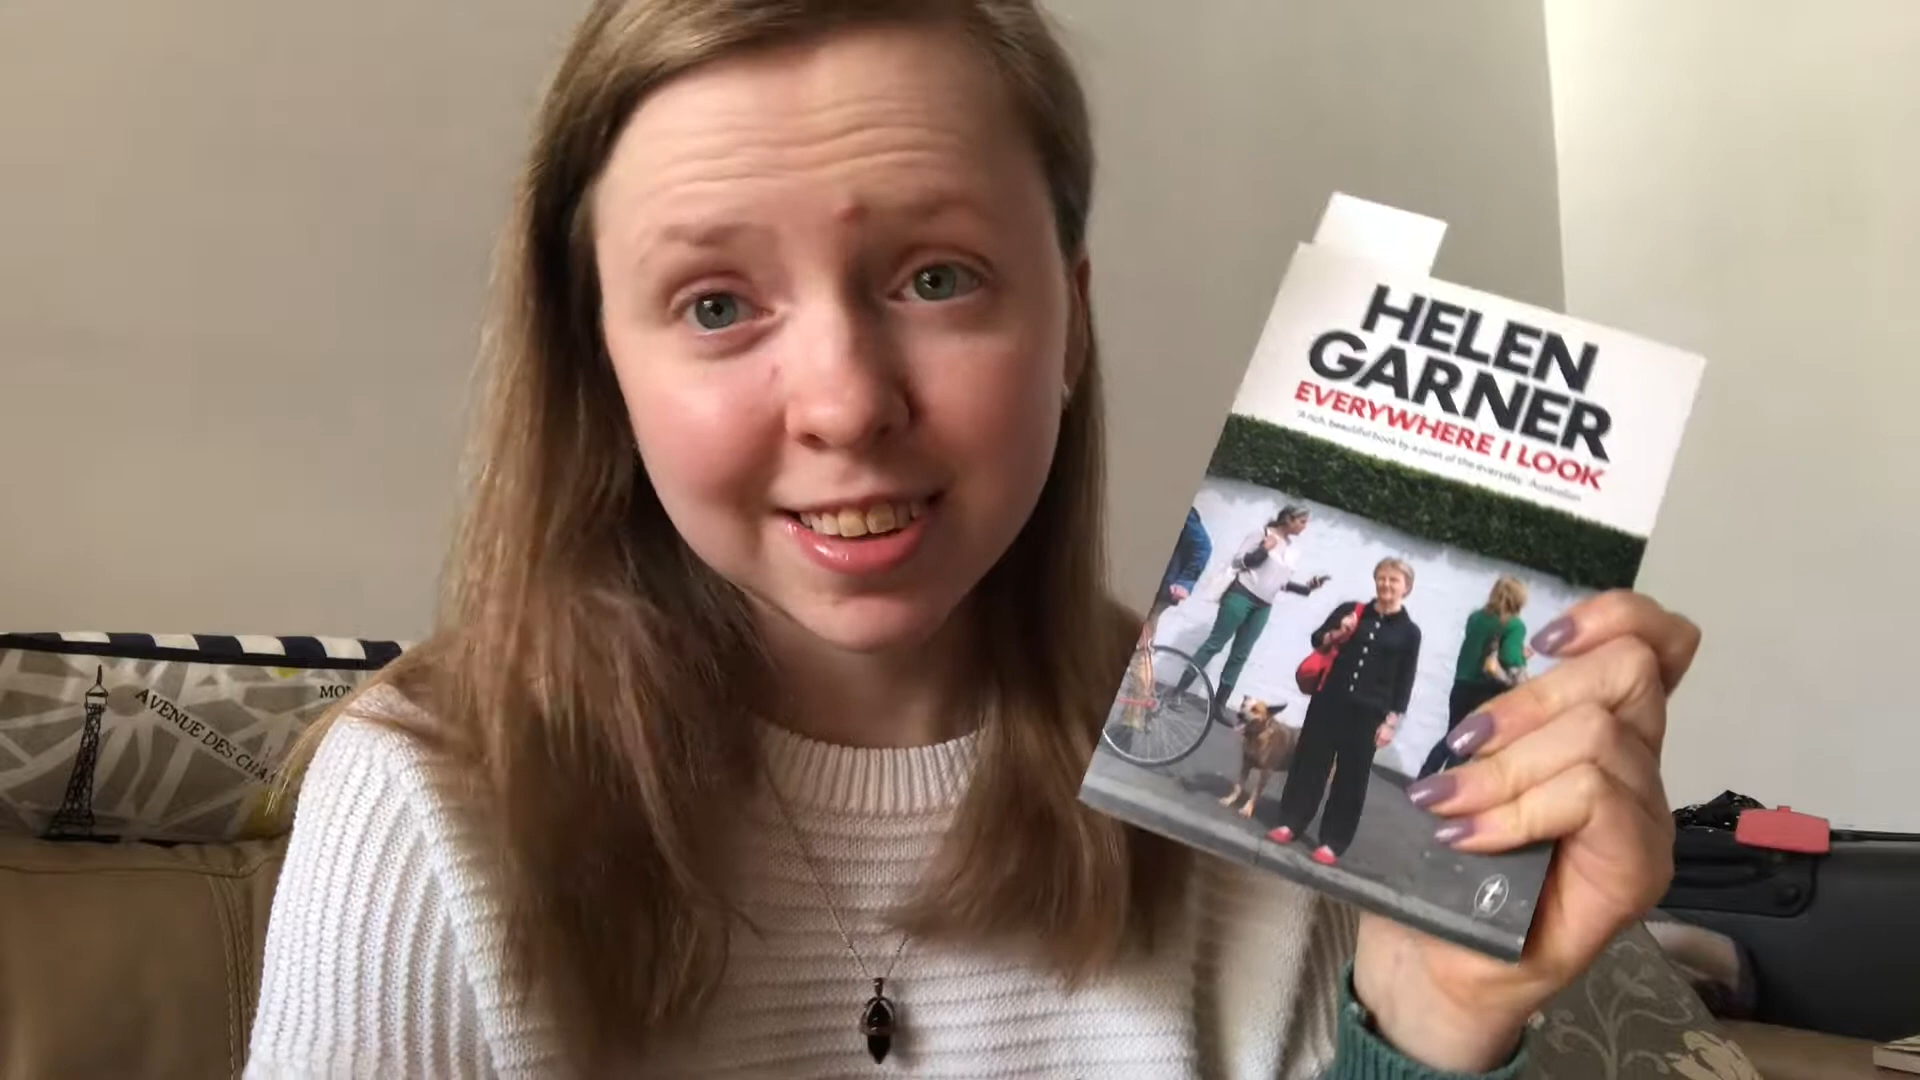 HELEN
GARNER
EVERYWHERE I LOOK
'A rich, beautiful book by a poet of the everyday.' Australian
MON
AVENUE DES CHA
t